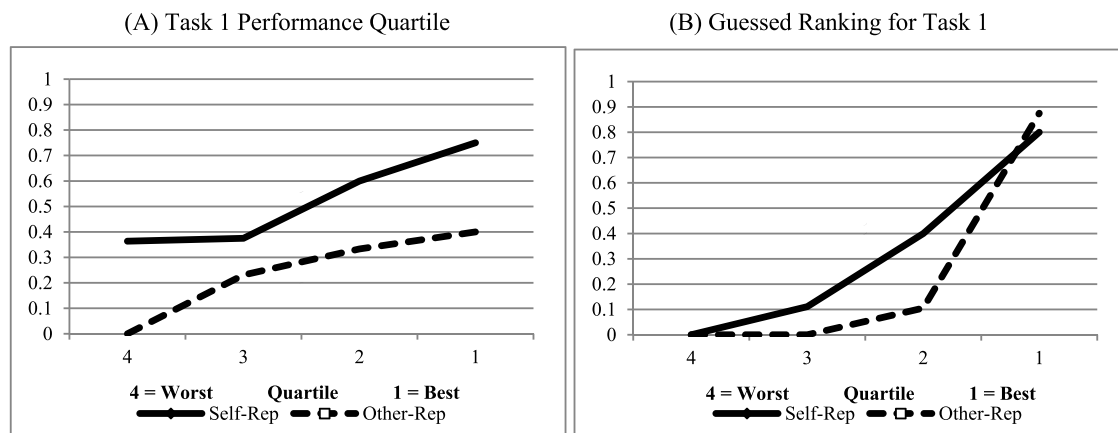 (A) Task 1 Performance Quartile
1
0.9
0.8
0.7
0.6
0.5
0.4
0.3
0.2
0.1
0
4 3 2 1
4 = Worst Quartile 1 = Best
Self-Rep Other-Rep
(B) Guessed Ranking for Task 1
1
0.9
0.8
0.7
0.6
0.5
0.4
0.3
0.2
0.1
0
4 3 2 1
4 = Worst Quartile 1 = Best
Self-Rep Other-Rep